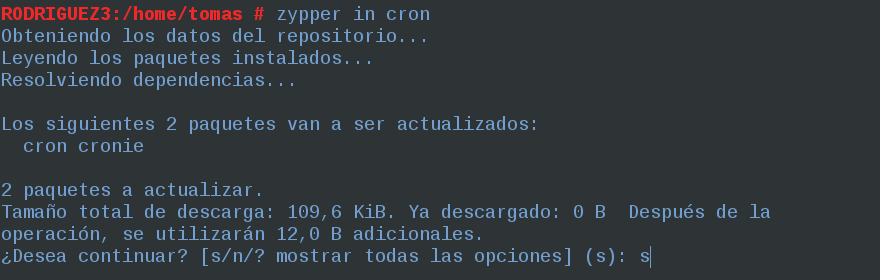 RODRIGUEZ3:/home/tomas # zypper in cron
Obteniendo los datos del repositorio...
Leyendo los paquetes instalados...
Resolviendo dependencias...
Los siguientes 2 paquetes van a ser actualizados:
cron cronie
2 paquetes a actualizar.
Tamaño total de descarga: 109,6 KiB. Ya descargado: 0 B  Después de la
operación, se utilizarán 12,0 B adicionales.
¿Desea continuar? [s/n/? mostrar todas las opciones] (s): s